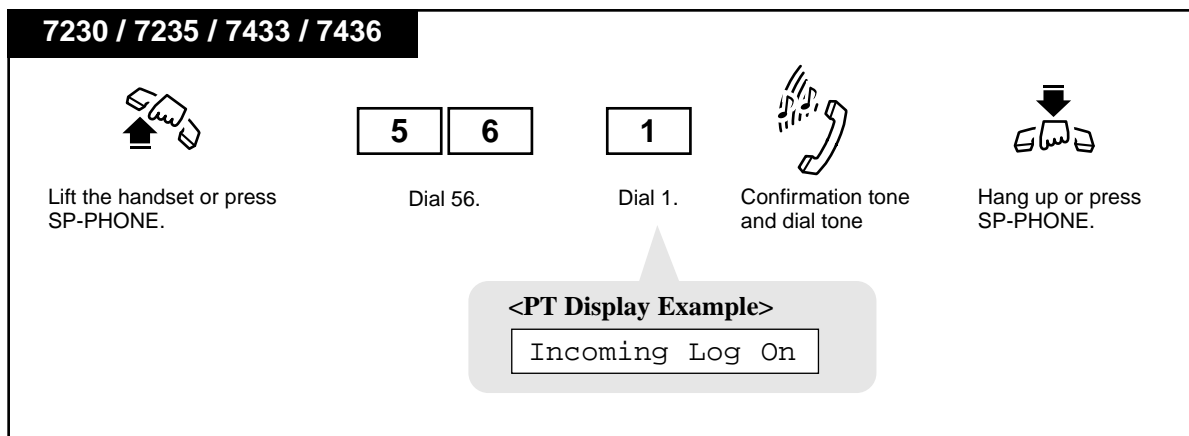 7230 / 7235 / 7433 / 7436
5 6 1
Lift the handset or press
SP-PHONE.
Dial 56.
Dial 1.
Confirmation tone
and dial tone
Hang up or press
SP-PHONE.
<PT Display Example>
Incoming Log On